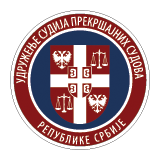 УДРУЖЕЊЕ СУДИЈА ПРЕКРШАЈНИХ СУДОВА
РЕПУБЛИКЕ СРБИЈЕ